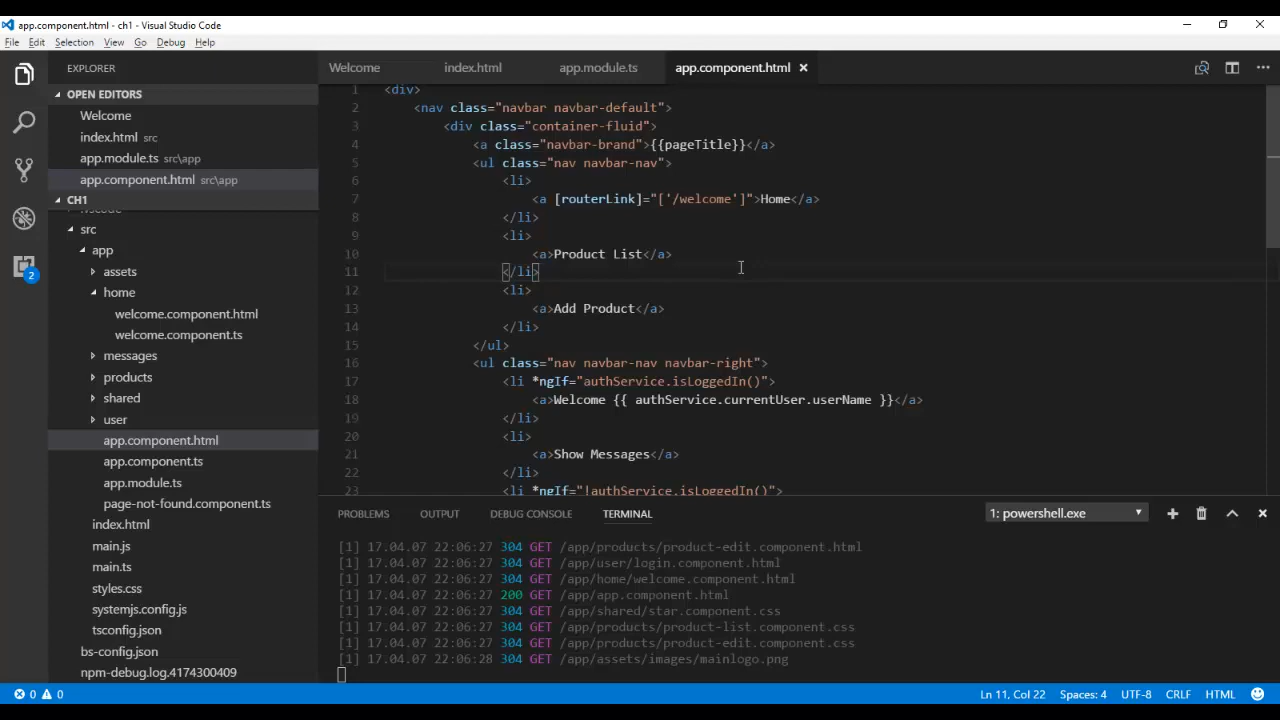 app.component.html - ch1 - Visual Studio Code
File Edit Selection View Go Debug Help
EXPLORER
OPEN EDITORS
Welcome
index.html src
app.module.ts src\app
app.component.html src\app
CH1
src
app
assets
home
welcome.component.html
welcome.component.ts
messages
products
shared
user
app.component.html
app.component.ts
app.module.ts
page-not-found.component.ts
index.html
main.js
main.ts
styles.css
systemjs.config.js
tsconfig.json
bs-config.json
npm-debug.log.4174300409
2
Welcome index.html app.module.ts app.component.html
1 <div>
2 <nav class="navbar navbar-default">
3 <div class="container-fluid">
4 <a class="navbar-brand">{{pageTitle}}</a>
5 <ul class="nav navbar-nav">
6 <li>
7 <a [routerLink]="['/welcome']">Home</a>
8 </li>
9 <li>
10 <a>Product List</a>
11 </li>
12 <li>
13 <a>Add Product</a>
14 </li>
15 </ul>
16 <ul class="nav navbar-nav navbar-right">
17 <li *ngIf="authService.isLoggedIn()">
18 <a>Welcome {{ authService.currentUser.userName }}</a>
19 </li>
20 <li>
21 <a>Show Messages</a>
22 </li>
23 <li *ngIf="!authService.isLoggedIn()">
PROBLEMS OUTPUT DEBUG CONSOLE TERMINAL 1: powershell.exe
[1] 17.04.07 22:06:27 304 GET /app/products/product-edit.component.html
[1] 17.04.07 22:06:27 304 GET /app/user/login.component.html
[1] 17.04.07 22:06:27 304 GET /app/home/welcome.component.html
[1] 17.04.07 22:06:27 200 GET /app/app.component.html
[1] 17.04.07 22:06:27 304 GET /app/shared/star.component.css
[1] 17.04.07 22:06:27 304 GET /app/products/product-list.component.css
[1] 17.04.07 22:06:27 304 GET /app/products/product-edit.component.css
[1] 17.04.07 22:06:28 304 GET /app/assets/images/mainlogo.png
0 0 Ln 11, Col 22 Spaces: 4 UTF-8 CRLF HTML